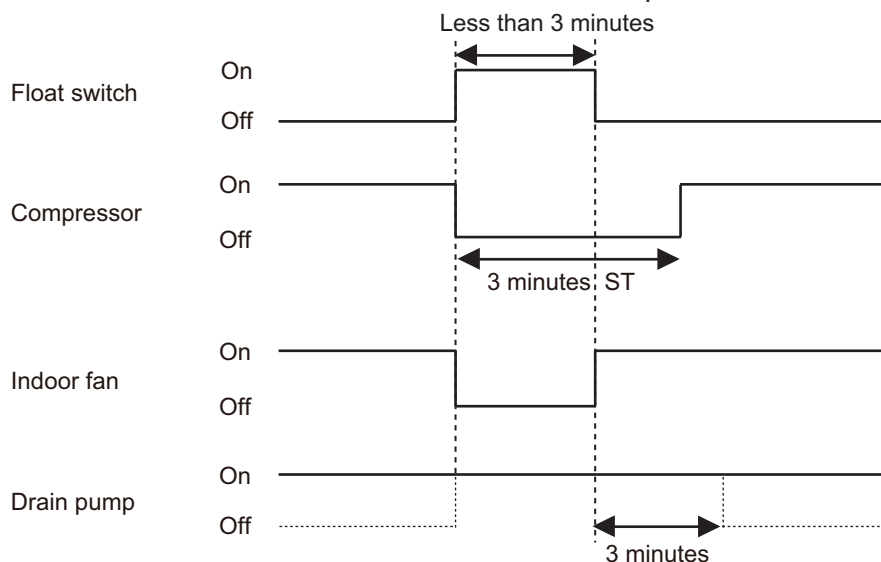 Less than 3 minutes
On
Float switch
Off
On
Compressor
Off
3 minutes ST
On
Indoor fan
Off
On
Drain pump
Off
3 minutes